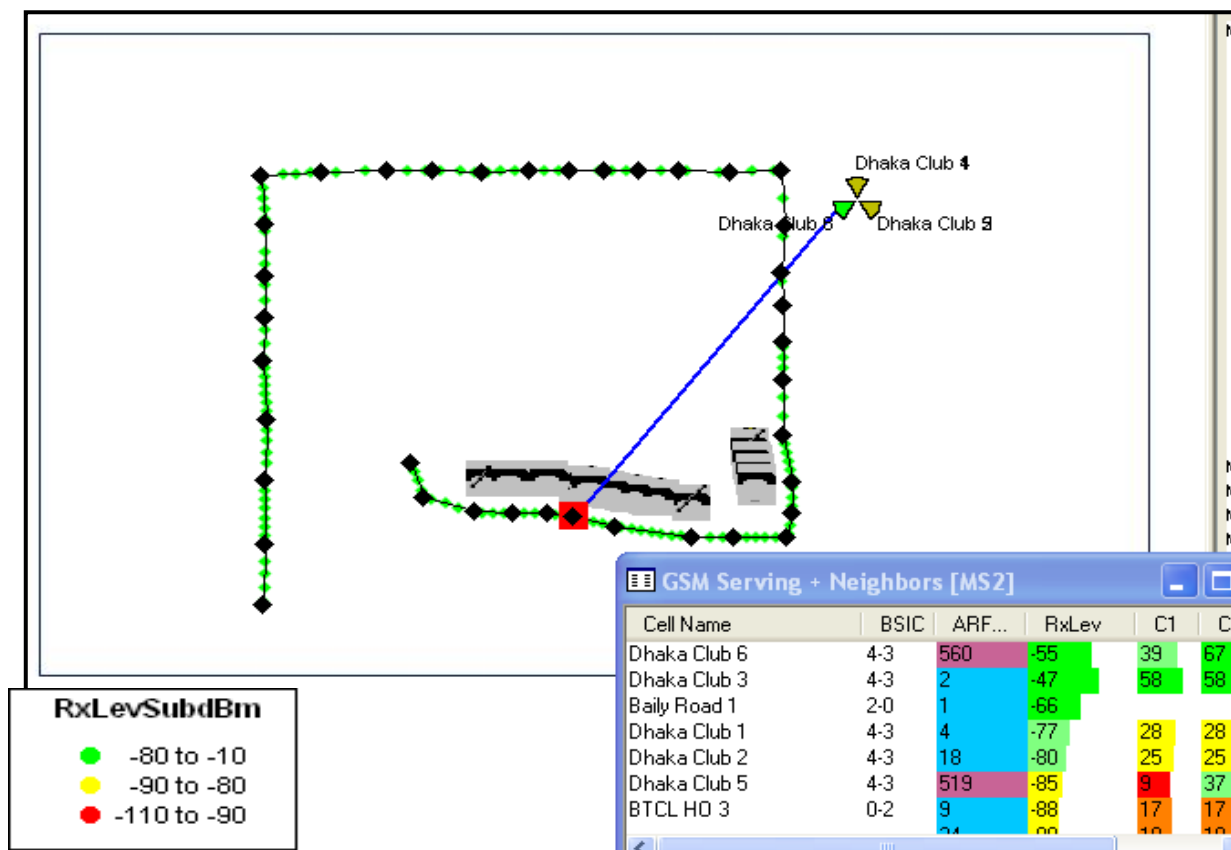 Dhaka Club 4
Dhaka Club
Dhaka Club
GSM Serving + Neighbors [MS2]
Cell Name BSIC ARF... RxLev C1 C
Dhaka Club 6 4-3 560 -55 39 67
Dhaka Club 3 4-3 2 -47 58 58
Baily Road 1 2-0 1 -66
Dhaka Club 1 4-3 4 -77 28 28
Dhaka Club 2 4-3 18 -80 25 25
Dhaka Club 5 4-3 519 -85 9 37
BTCL HO 3 0-2 9 -88 17 17
RxLevSubdBm
-80 to -10
-90 to -80
-110 to -90